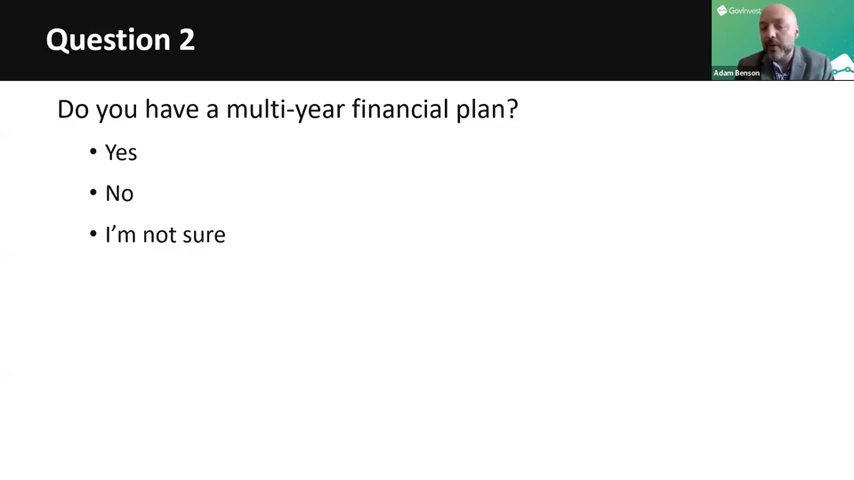 Question 2
GovInvest
Adam Benson
Do you have a multi-year financial plan?
• Yes
• No
• I'm not sure